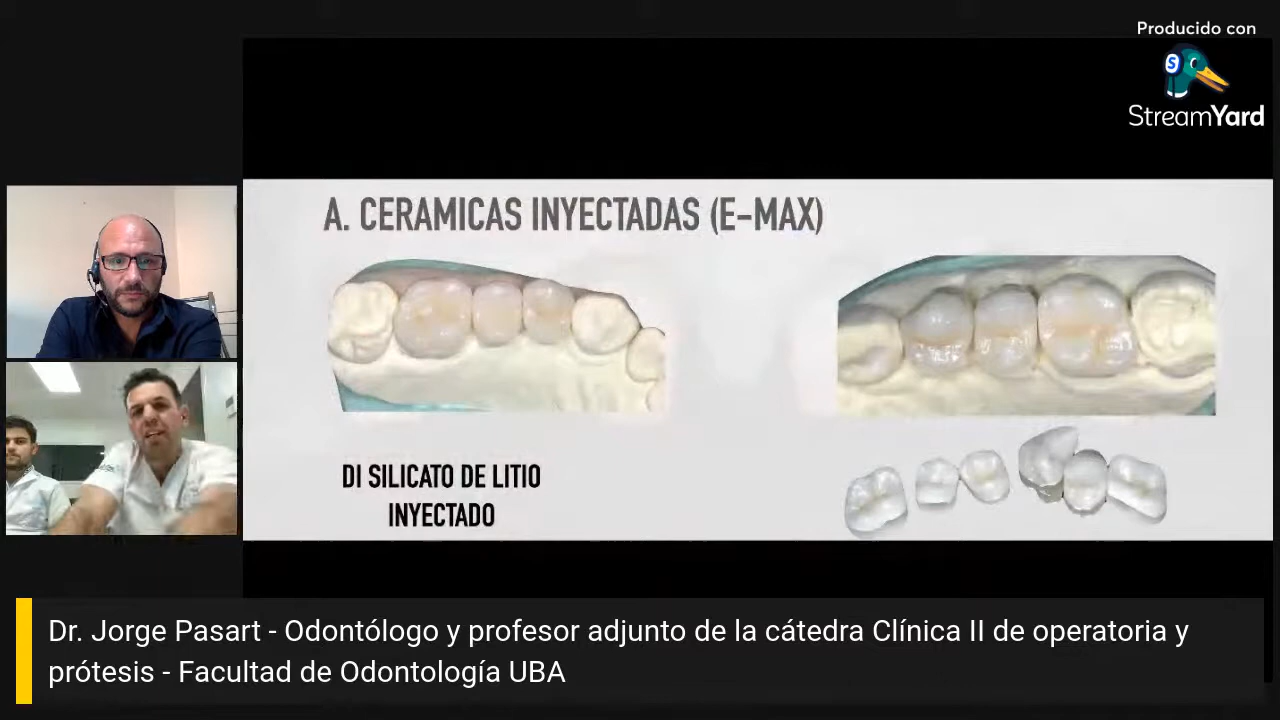 Producido con
StreamYard
A. CERAMICAS INYECTADAS (E-MAX)
DI SILICATO DE LITIO
INYECTADO
Dr. Jorge Pasart - Odontólogo y profesor adjunto de la cátedra Clínica II de operatoria y
prótesis - Facultad de Odontología UBA